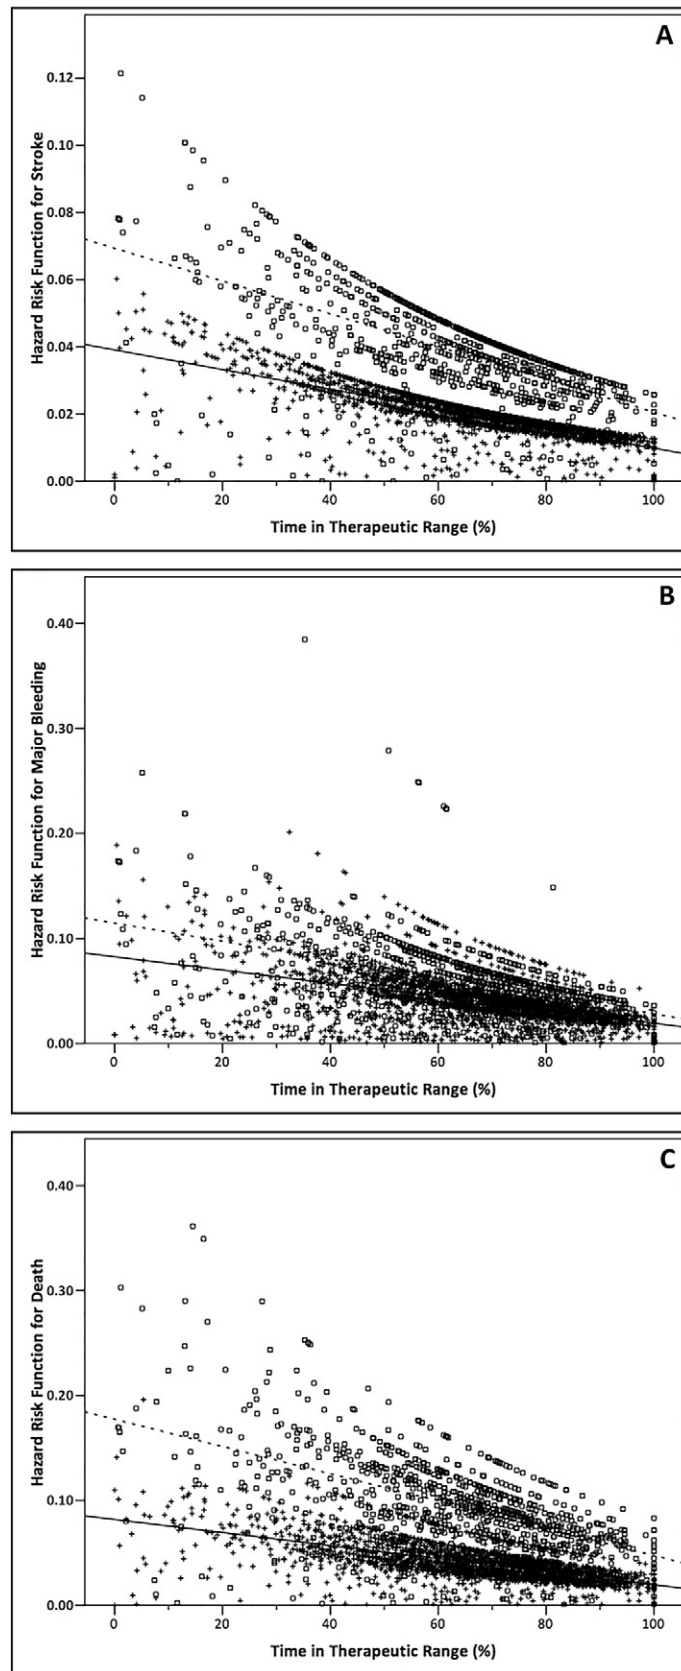 A
0.12
0.10
0.08
0.06
0.04
0.02
0.00
Hazard Risk Function for Stroke
0 20 40 60 80 100
Time in Therapeutic Range (%)
B
0.40
0.30
0.20
0.10
0.00
Hazard Risk Function for Major Bleeding
0 20 40 60 80 100
Time in Therapeutic Range (%)
C
0.40
0.30
0.20
0.10
0.00
Hazard Risk Function for Death
0 20 40 60 80 100
Time in Therapeutic Range (%)